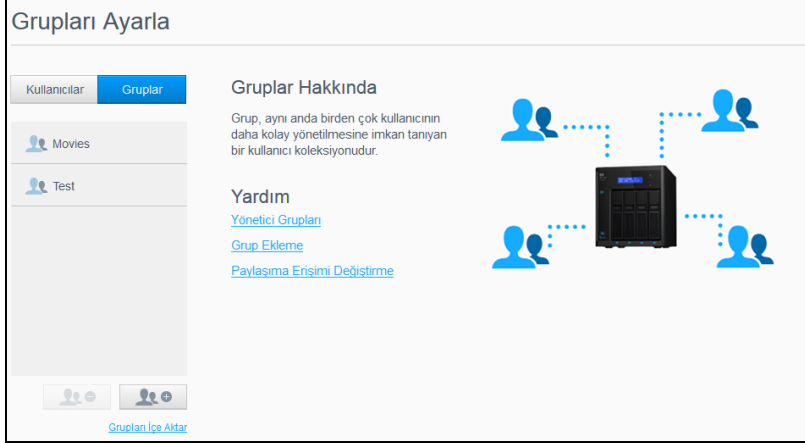 Grupları Ayarla
Kullanıcılar
Gruplar
Movies
Test
Grupları İçe Aktar
Gruplar Hakkında
Grup, aynı anda birden çok kullanıcının
daha kolay yönetilmesine imkan tanıyan
bir kullanıcı koleksiyonudur.
Yardım
Yönetici Grupları
Grup Ekleme
Paylaşıma Erişimi Değiştirme